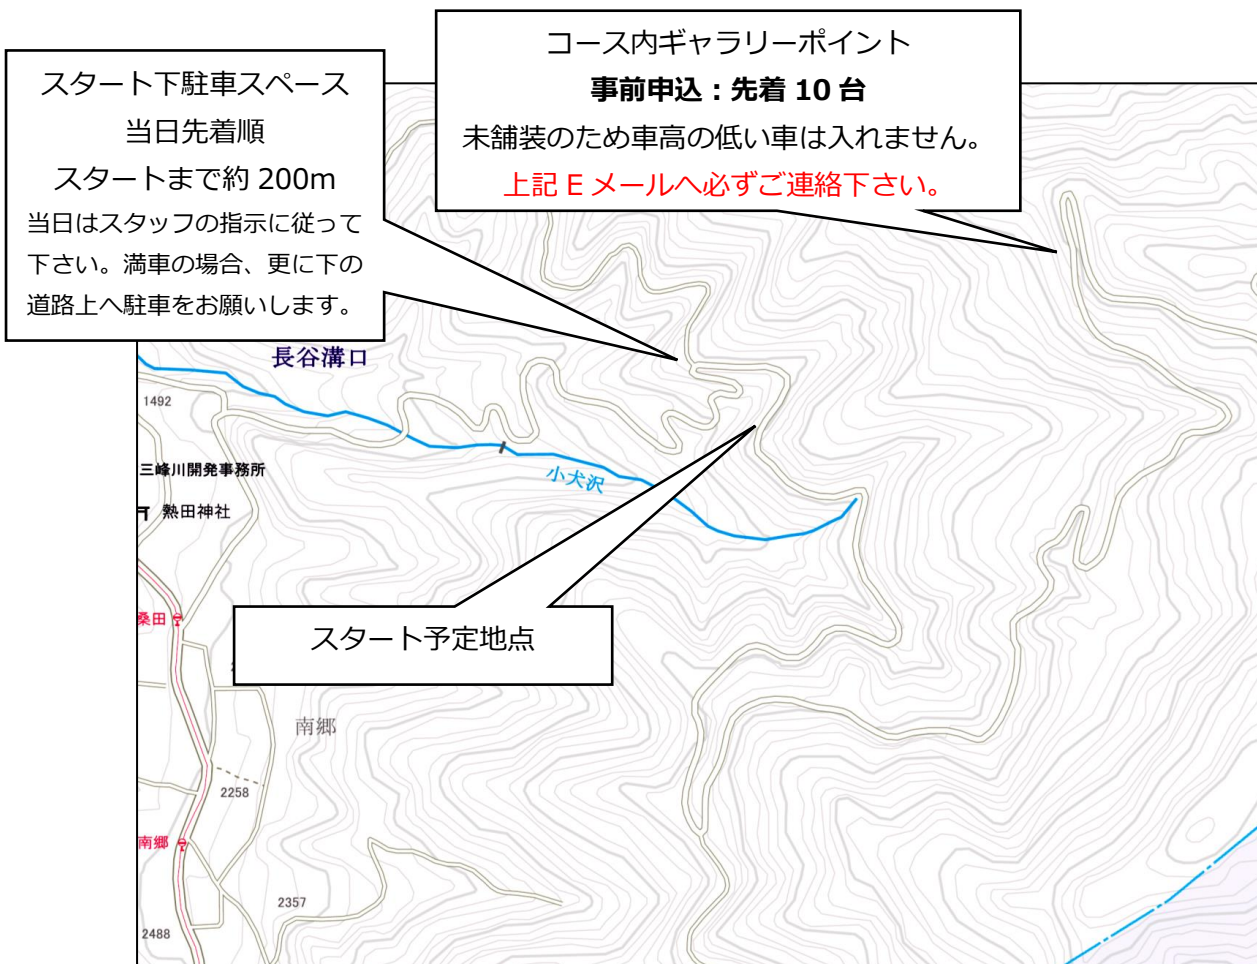 コース内ギャラリーポイント
事前申込：先着 10 台
未舗装のため車高の低い車は入れません。
上記 E メールへ必ずご連絡下さい。
スタート下駐車スペース
当日先着順
スタートまで約 200m
当日はスタッフの指示に従って
下さい。満車の場合、更に下の
道路上へ駐車をお願いします。
長谷溝口
1492
三峰川開発事務所
小犬沢
熱田神社
桑田
スタート予定地点
南郷
2258
南郷
2357
2488